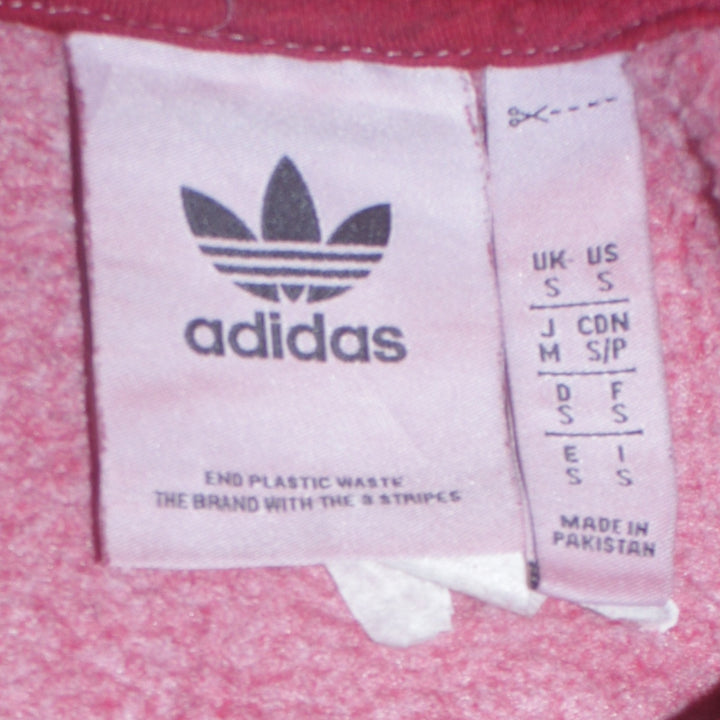 adidas
END PLASTIC WASTE
THE BRAND WITH THE 3 STRIPES
UK US
S S
J CDN
M S/P
D F
S S
E I
S S
MADE IN
PAKISTAN